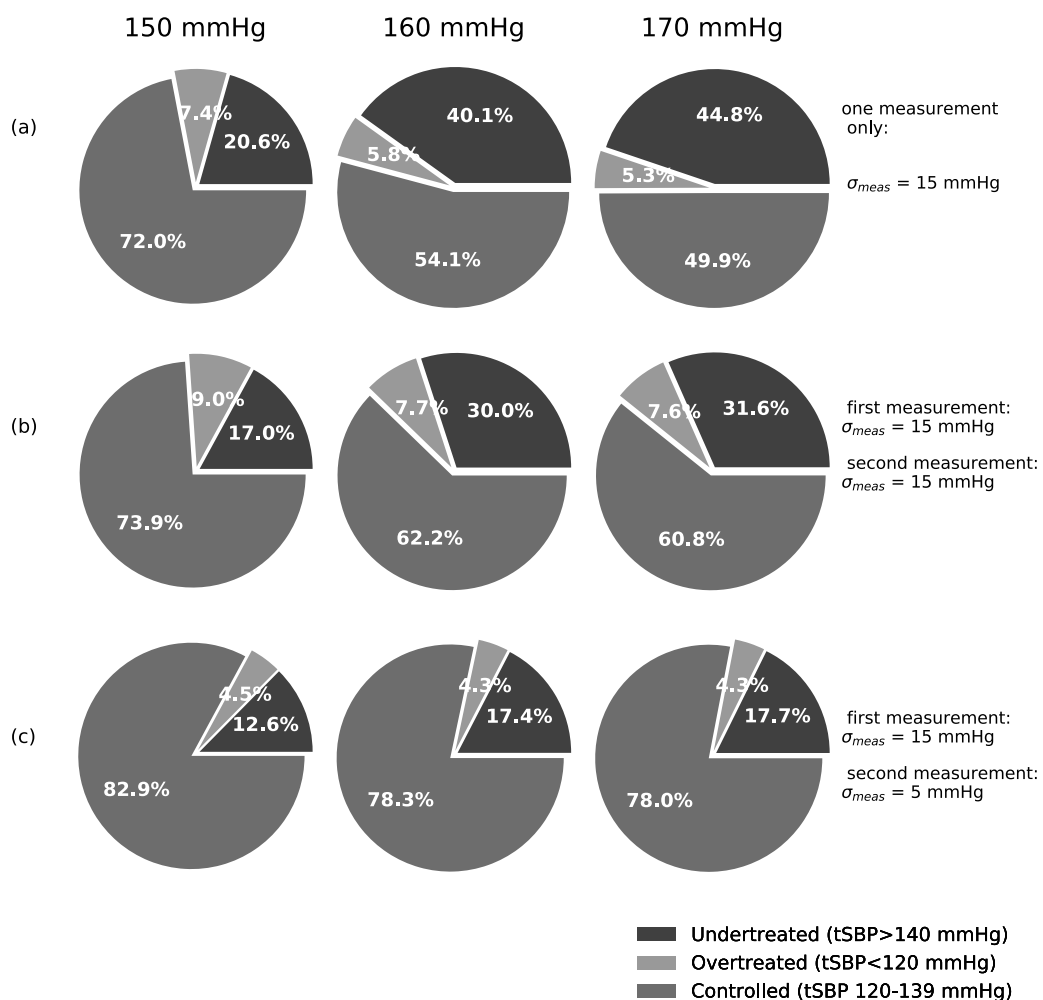 150 mmHg 160 mmHg 170 mmHg
(a)
7.4%
20.6%
72.0%
40.1%
5.8%
54.1%
44.8%
5.3%
49.9%
one measurement
only:
σmeas = 15 mmHg
(b)
9.0%
17.0%
73.9%
7.7%
30.0%
62.2%
7.6%
31.6%
60.8%
first measurement:
σmeas = 15 mmHg
second measurement:
σmeas = 15 mmHg
(c)
4.5%
12.6%
82.9%
4.3%
17.4%
78.3%
4.3%
17.7%
78.0%
first measurement:
σmeas = 15 mmHg
second measurement:
σmeas = 5 mmHg
Undertreated (tSBP>140 mmHg)
Overtreated (tSBP<120 mmHg)
Controlled (tSBP 120-139 mmHg)